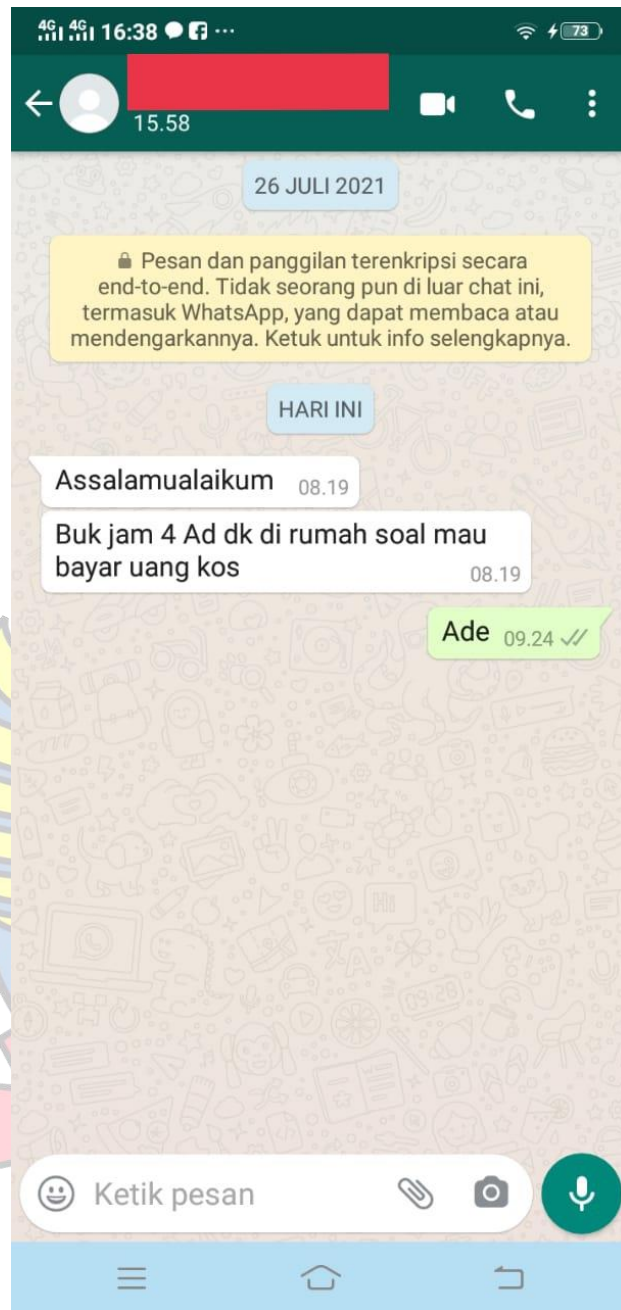 4G 4G 16:38
73
15.58
26 JULI 2021
Pesan dan panggilan terenkripsi secara
end-to-end. Tidak seorang pun di luar chat ini,
termasuk WhatsApp, yang dapat membaca atau
mendengarkannya. Ketuk untuk info selengkapnya.
HARI INI
Assalamualaikum 08.19
Buk jam 4 Ad dk di rumah soal mau
bayar uang kos 08.19
Ade 09.24
Ketik pesan